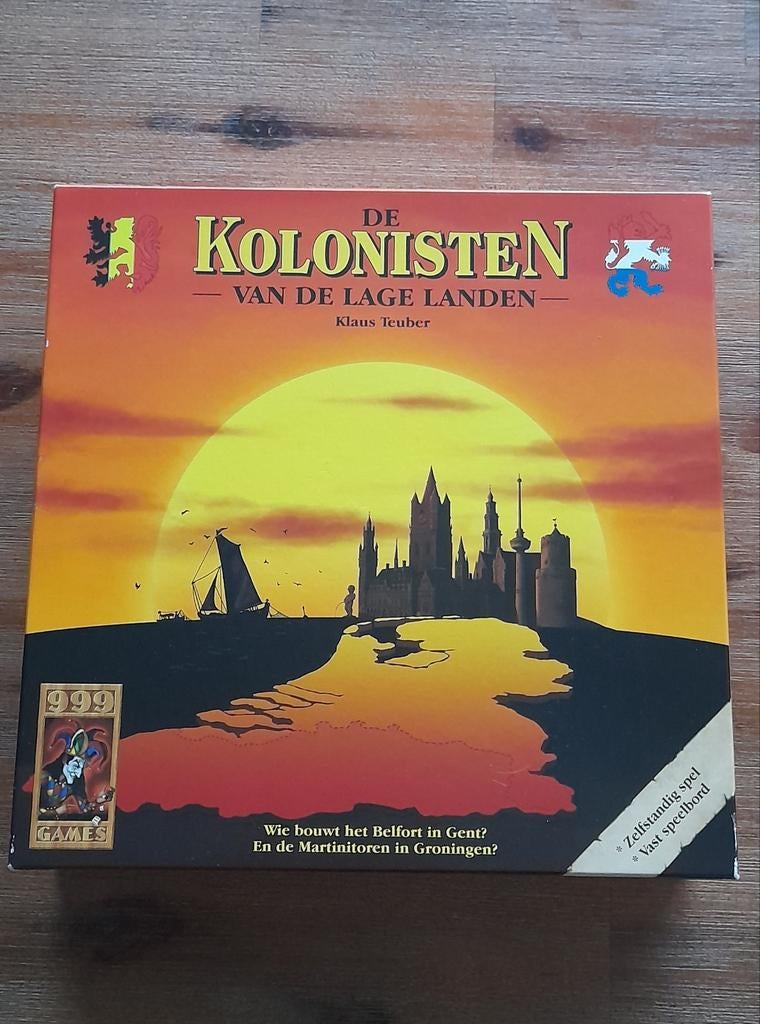 DE
KOLONISTEN
VAN DE LAGE LANDEN
Klaus Teuber
999
GAMES
Wie bouwt het Belfort in Gent?
En de Martinitoren in Groningen?
* Zelfstandig spel
* Vast speelbord